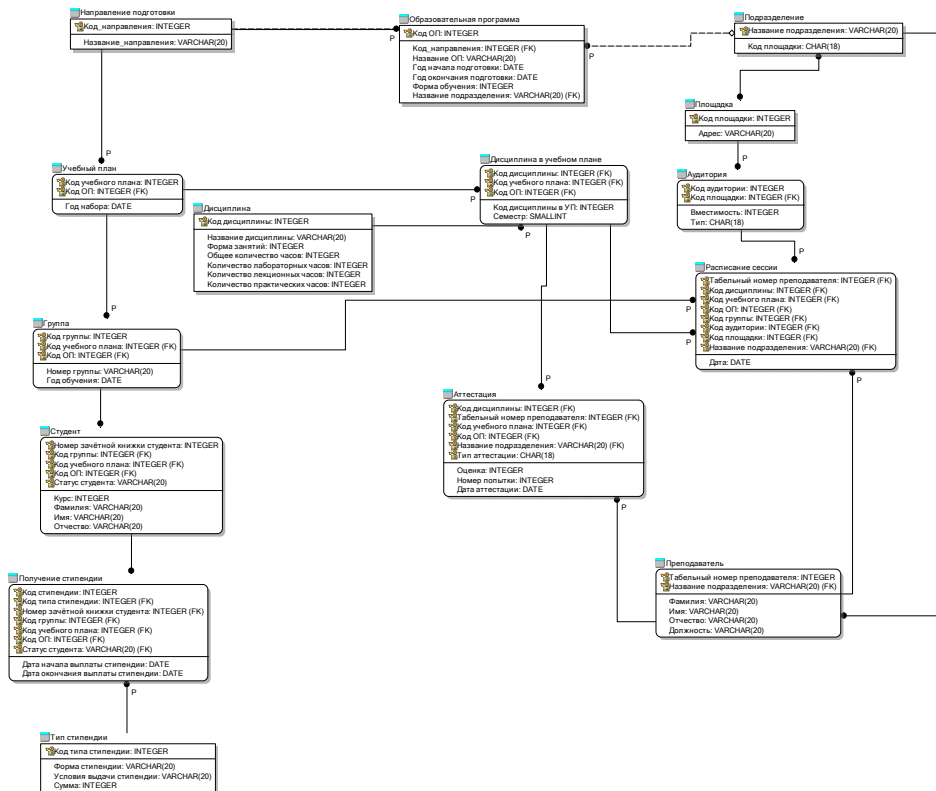 Направление подготовки
Код_направления: INTEGER
Название_направления: VARCHAR(20)
P
Образовательная программа
Код ОП: INTEGER
Код_направления: INTEGER (FK)
Название ОП: VARCHAR(20)
Год начала подготовки: DATE
Год окончания подготовки: DATE
Форма обучения: INTEGER
Название подразделения: VARCHAR(20) (FK)
P
Подразделение
Название подразделения: VARCHAR(20)
Код площадки: CHAR(18)
Площадка
Код площадки: INTEGER
Адрес: VARCHAR(20)
P
Аудитория
Код аудитории: INTEGER
Код площадки: INTEGER (FK)
Вместимость: INTEGER
Тип: CHAR(18)
P
P
Учебный план
Код учебного плана: INTEGER
Код ОП: INTEGER (FK)
Год набора: DATE
P
Дисциплина в учебном плане
Код дисциплины: INTEGER (FK)
Код учебного плана: INTEGER (FK)
Код ОП: INTEGER (FK)
Код дисциплины в УП: INTEGER
Семестр: SMALLINT
P
Дисциплина
Код дисциплины: INTEGER
Название дисциплины: VARCHAR(20)
Форма занятий: INTEGER
Общее количество часов: INTEGER
Количество лабораторных часов: INTEGER
Количество лекционных часов: INTEGER
Количество практических часов: INTEGER
Расписание сессии
Табельный номер преподавателя: INTEGER (FK)
Код дисциплины: INTEGER (FK)
Код учебного плана: INTEGER (FK)
Код ОП: INTEGER (FK)
Код группы: INTEGER (FK)
Код аудитории: INTEGER (FK)
Код площадки: INTEGER (FK)
Название подразделения: VARCHAR(20) (FK)
Дата: DATE
P
P
P
P
Группа
Код группы: INTEGER
Код учебного плана: INTEGER (FK)
Код ОП: INTEGER (FK)
Номер группы: VARCHAR(20)
Год обучения: DATE
P
Аттестация
Код дисциплины: INTEGER (FK)
Табельный номер преподавателя: INTEGER (FK)
Код учебного плана: INTEGER (FK)
Код ОП: INTEGER (FK)
Название подразделения: VARCHAR(20) (FK)
Тип аттестации: CHAR(18)
Оценка: INTEGER
Номер попытки: INTEGER
Дата аттестации: DATE
P
Студент
Номер зачётной книжки студента: INTEGER
Код группы: INTEGER (FK)
Код учебного плана: INTEGER (FK)
Код ОП: INTEGER (FK)
Статус студента: VARCHAR(20)
Курс: INTEGER
Фамилия: VARCHAR(20)
Имя: VARCHAR(20)
Отчество: VARCHAR(20)
Преподаватель
Табельный номер преподавателя: INTEGER
Название подразделения: VARCHAR(20) (FK)
Фамилия: VARCHAR(20)
Имя: VARCHAR(20)
Отчество: VARCHAR(20)
Должность: VARCHAR(20)
Получение стипендии
Код стипендии: INTEGER
Код типа стипендии: INTEGER (FK)
Номер зачётной книжки студента: INTEGER (FK)
Код группы: INTEGER (FK)
Код учебного плана: INTEGER (FK)
Код ОП: INTEGER (FK)
Статус студента: VARCHAR(20) (FK)
Дата начала выплаты стипендии: DATE
Дата окончания выплаты стипендии: DATE
P
Тип стипендии
Код типа стипендии: INTEGER
Форма стипендии: VARCHAR(20)
Условия выдачи стипендии: VARCHAR(20)
Сумма: INTEGER